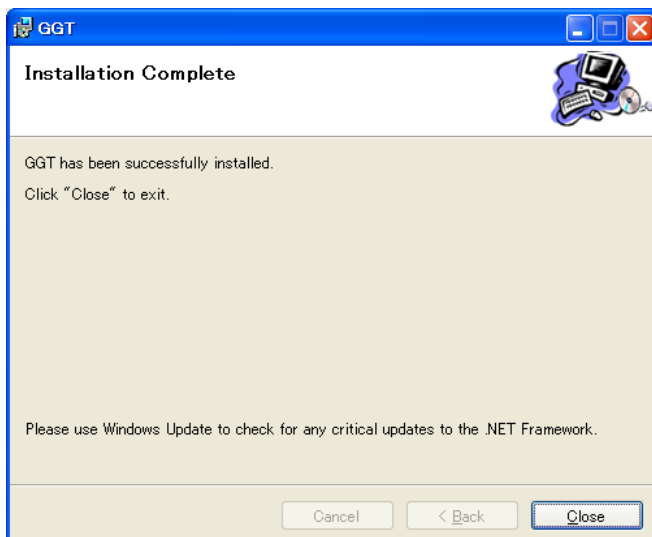 GGT
Installation Complete
GGT has been successfully installed.
Click "Close" to exit.
Please use Windows Update to check for any critical updates to the .NET Framework.
Cancel
< Back
Close